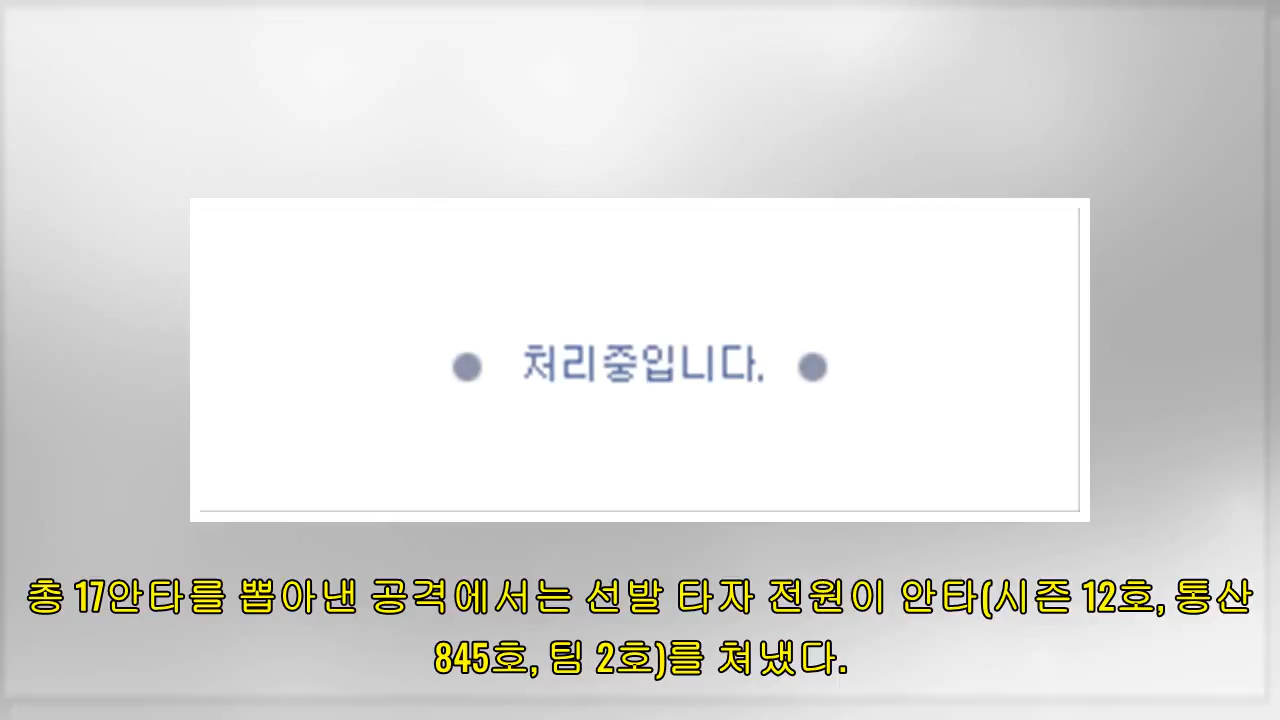 처리중입니다.
총 17안타를 뽑아낸 공격에서는 선발 타자 전원이 안타(시즌 12호, 통산
845호, 팀 2호)를 쳐냈다.